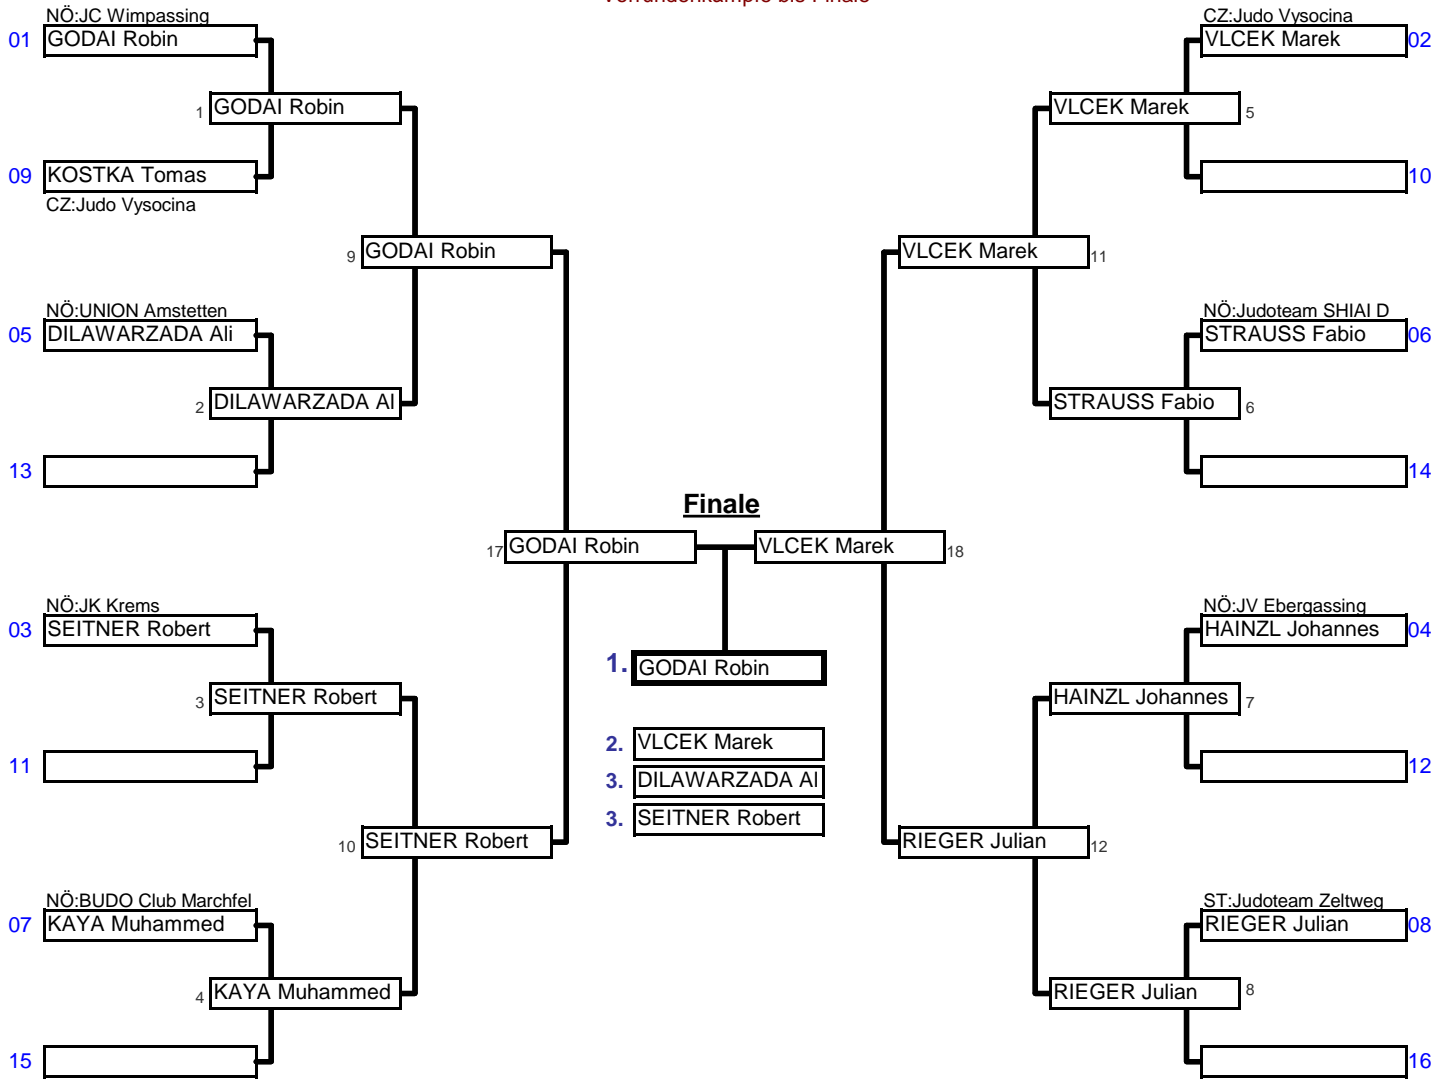 Vorrundenkämpfe bis Finale
NÖ:JC Wimpassing
01 GODAI Robin
1 GODAI Robin
09 KOSTKA Tomas
CZ:Judo Vysocina
9 GODAI Robin
NÖ:UNION Amstetten
05 DILAWARZADA Ali
2 DILAWARZADA Al
13
17 GODAI Robin
NÖ:JK Krems
03 SEITNER Robert
3 SEITNER Robert
11
10 SEITNER Robert
NÖ:BUDO Club Marchfel
07 KAYA Muhammed
4 KAYA Muhammed
15
Finale
1. GODAI Robin
2. VLCEK Marek
3. DILAWARZADA Al
3. SEITNER Robert
CZ:Judo Vysocina
VLCEK Marek 02
VLCEK Marek 5
10
VLCEK Marek 11
NÖ:Judoteam SHIAI D
STRAUSS Fabio 06
STRAUSS Fabio 6
14
VLCEK Marek 18
NÖ:JV Ebergassing
HAINZL Johannes 04
HAINZL Johannes 7
12
RIEGER Julian 12
ST:Judoteam Zeltweg
RIEGER Julian 08
RIEGER Julian 8
16